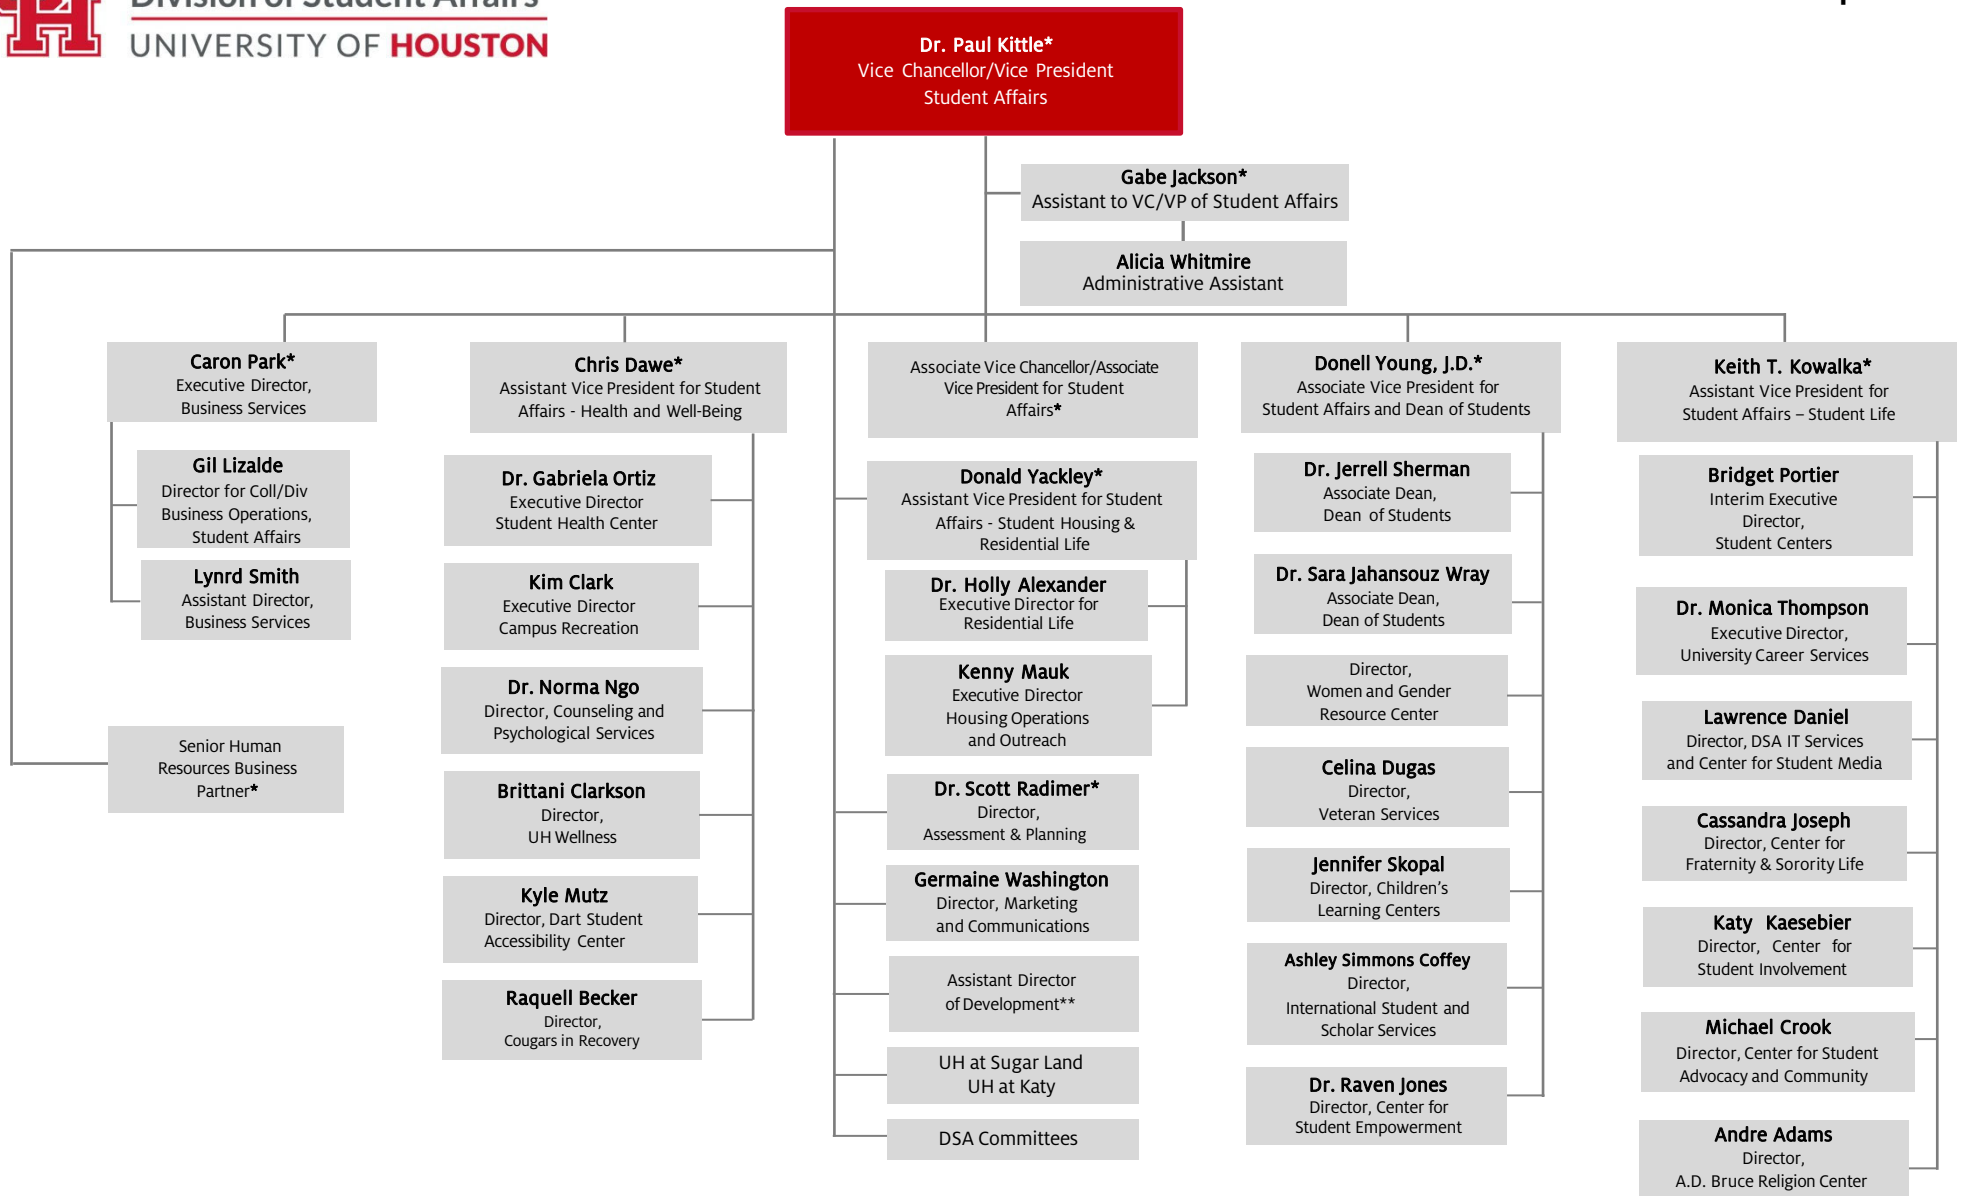 Division of Student Affairs
UNIVERSITY OF HOUSTON
Dr. Paul Kittle*
Vice Chancellor/Vice President
Student Affairs
Gabe Jackson*
Assistant to VC/VP of Student Affairs
Alicia Whitmire
Administrative Assistant
Caron Park*
Executive Director,
Business Services
Gil Lizalde
Director for Coll/Div
Business Operations,
Student Affairs
Lynrd Smith
Assistant Director,
Business Services
Senior Human
Resources Business
Partner*
Chris Dawe*
Assistant Vice President for Student
Affairs - Health and Well-Being
Dr. Gabriela Ortiz
Executive Director
Student Health Center
Kim Clark
Executive Director
Campus Recreation
Dr. Norma Ngo
Director, Counseling and
Psychological Services
Brittani Clarkson
Director,
UH Wellness
Kyle Mutz
Director, Dart Student
Accessibility Center
Raquell Becker
Director,
Cougars in Recovery
Associate Vice Chancellor/Associate
Vice President for Student
Affairs*
Donald Yackley*
Assistant Vice President for Student
Affairs - Student Housing &
Residential Life
Dr. Holly Alexander
Executive Director for
Residential Life
Kenny Mauk
Executive Director
Housing Operations
and Outreach
Dr. Scott Radimer*
Director,
Assessment & Planning
Germaine Washington
Director, Marketing
and Communications
Assistant Director
of Development**
UH at Sugar Land
UH at Katy
DSA Committees
Donell Young, J.D.*
Associate Vice President for
Student Affairs and Dean of Students
Dr. Jerrell Sherman
Associate Dean,
Dean of Students
Dr. Sara Jahansouz Wray
Associate Dean,
Dean of Students
Director,
Women and Gender
Resource Center
Celina Dugas
Director,
Veteran Services
Jennifer Skopal
Director, Children’s
Learning Centers
Ashley Simmons Coffey
Director,
International Student and
Scholar Services
Dr. Raven Jones
Director, Center for
Student Empowerment
Keith T. Kowalka*
Assistant Vice President for
Student Affairs – Student Life
Bridget Portier
Interim Executive
Director,
Student Centers
Dr. Monica Thompson
Executive Director,
University Career Services
Lawrence Daniel
Director, DSA IT Services
and Center for Student Media
Cassandra Joseph
Director, Center for
Fraternity & Sorority Life
Katy Kaesebier
Director, Center for
Student Involvement
Michael Crook
Director, Center for Student
Advocacy and Community
Andre Adams
Director,
A.D. Bruce Religion Center